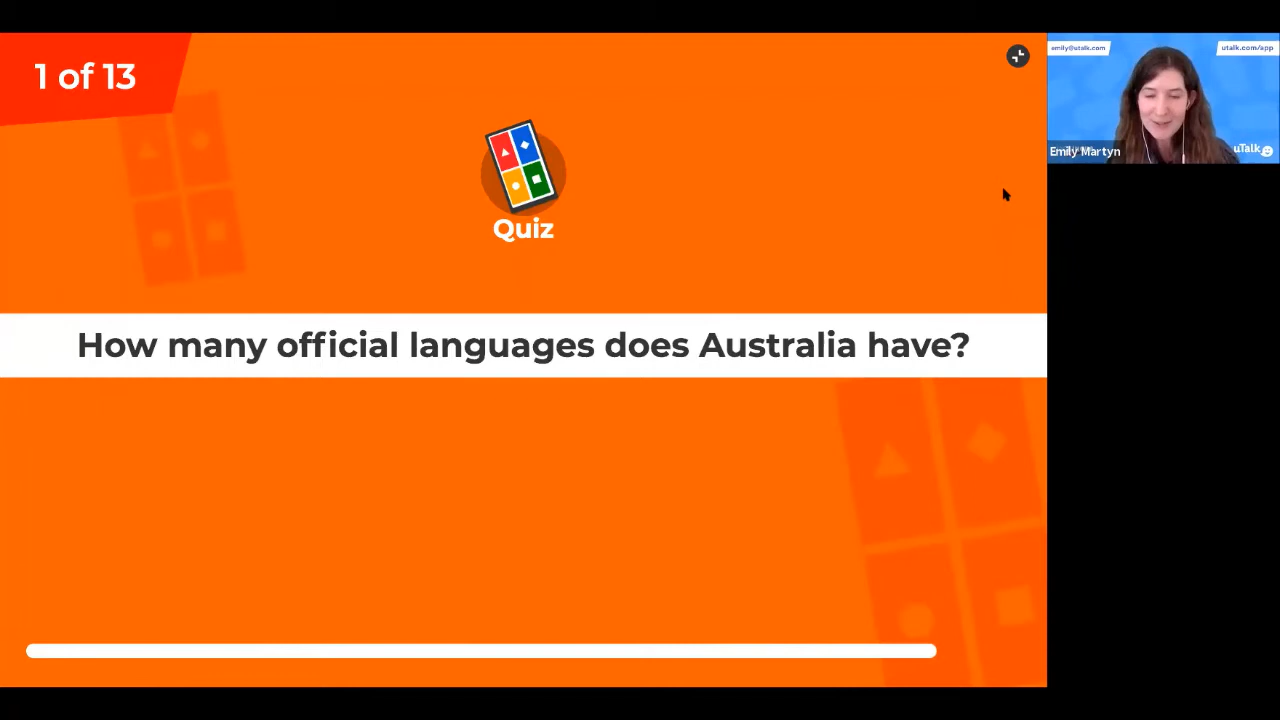 1 of 13
Quiz
How many official languages does Australia have?
emily@utalk.com
utalk.com/app
Emily Martyn
uTalk